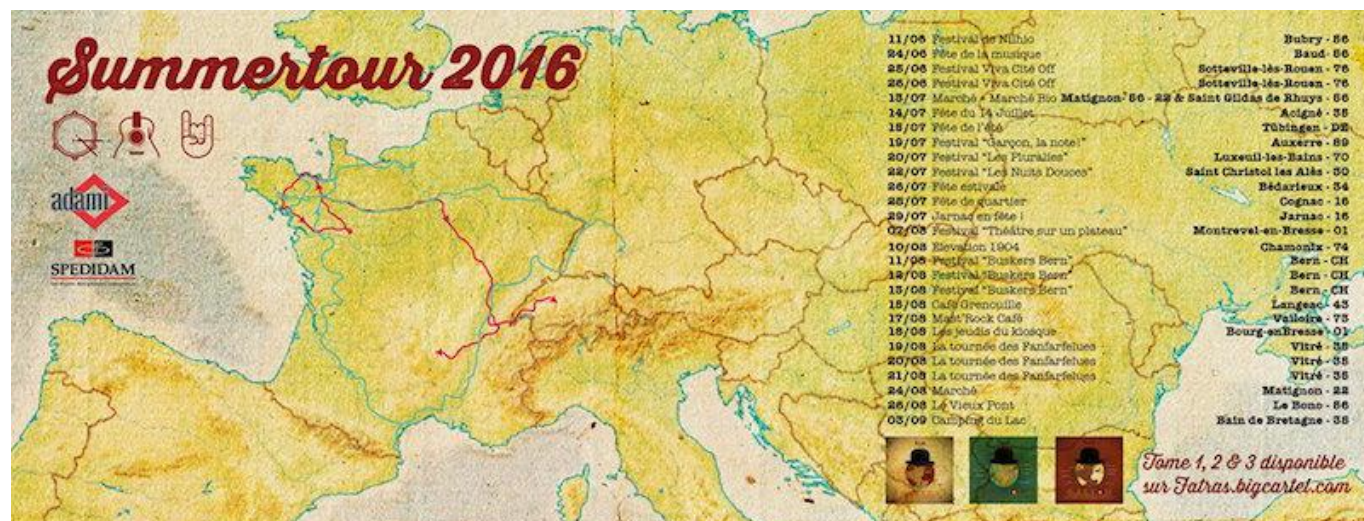 Summertour 2016
adami
SPEDIDAM
11/06 Festival de Nilhio Bubry - 56
24/06 Fête de la musique Baud- 56
25/06 Festival Viva Cité Off Sotteville-lès-Rouen - 76
26/06 Festival Viva Cité Off Sotteville-lès-Rouen - 76
13/07 Marché + Marché Bio Matignon- 56 - 22 & Saint Gildas de Rhuys - 56
14/07 Fête du 14 Juillet Acigné - 35
15/07 Fête de l'été Tübingen - DE
19/07 Festival "Garçon, la note!" Auxerre - 89
20/07 Festival "Les Pluralies" Luxeuil-les-Bains - 70
22/07 Festival "Les Nuits Douces" Saint Christol les Alès - 30
26/07 Fête estivale Bédarieux - 34
28/07 Fête de quartier Cognac - 16
29/07 Jarnac en fête ! Jarnac - 16
07/08 Festival "Théâtre sur un plateau" Montrevel-en-Bresse - 01
10/08 Elevation 1904 Chamonix - 74
11/08 Festival "Buskers Bern" Bern - CH
12/08 Festival "Buskers Bern" Bern - CH
13/08 Festivel "Buskers Bern" Bern - CH
15/08 Café Grenouille Langeac - 43
17/08 Mast'Rock Café Valloire - 73
18/08 Les jeudis du kiosque Bourg-enBresse - 01
19/08 La tournée des Fanfarfelues Vitré - 35
20/08 La tournée des Fanfarfelues Vitré - 35
21/08 La tournée des Fanfarfelues Vitré - 35
24/08 Marché Matignon - 22
26/08 Le Vieux Pont Le Bono - 56
03/09 Camping du Lac Bain de Bretagne - 35
Tome 1, 2 & 3 disponible
sur Fatras.bigcartel.com